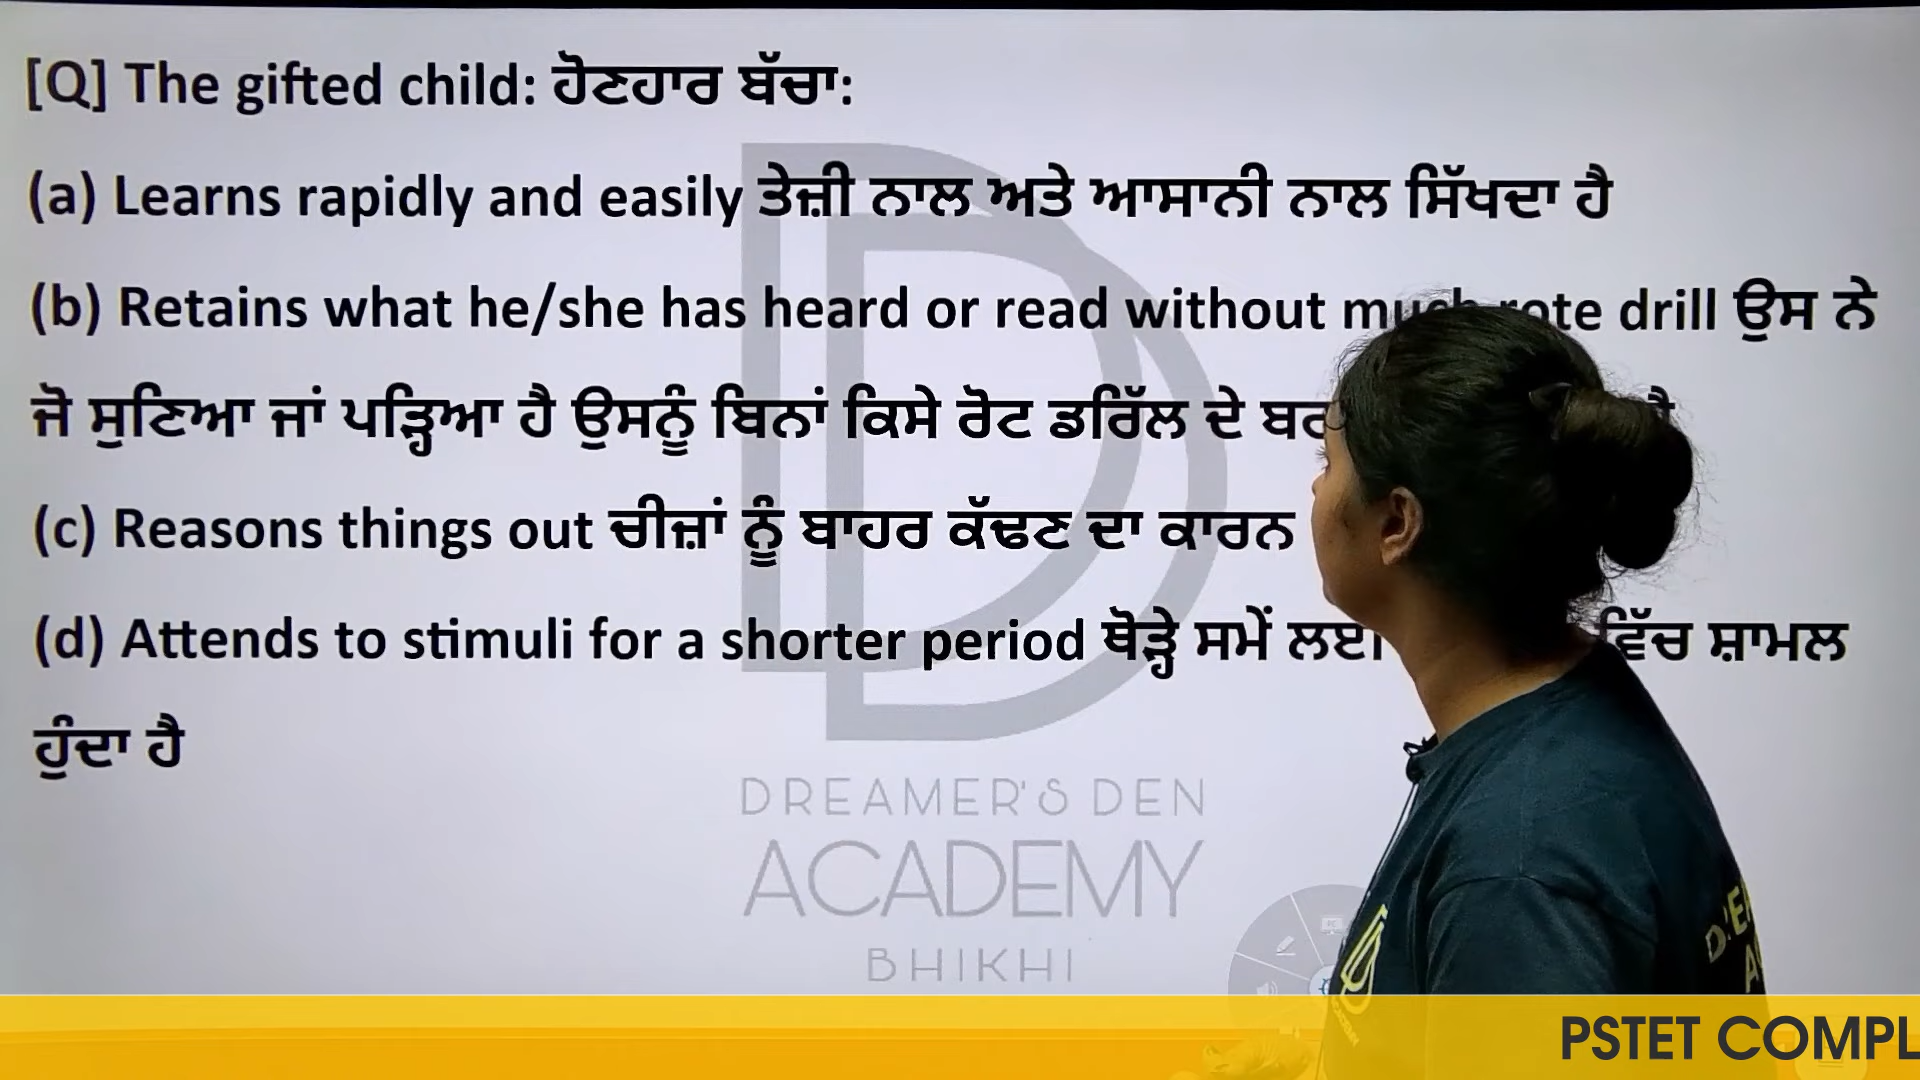 [Q] The gifted child: ਹੋਣਹਾਰ ਬੱਚਾ:
(a) Learns rapidly and easily ਤੇਜ਼ੀ ਨਾਲ ਅਤੇ ਆਸਾਨੀ ਨਾਲ ਸਿੱਖਦਾ ਹੈ
(b) Retains what he/she has heard or read without much rote drill ਉਸ ਨੇ
ਜੋ ਸੁਣਿਆ ਜਾਂ ਪੜ੍ਹਿਆ ਹੈ ਉਸਨੂੰ ਬਿਨਾਂ ਕਿਸੇ ਰੋਟ ਡਰਿੱਲ ਦੇ
(c) Reasons things out ਚੀਜ਼ਾਂ ਨੂੰ ਬਾਹਰ ਕੱਢਣ ਦਾ ਕਾਰਨ
(d) Attends to stimuli for a shorter period ਥੋੜ੍ਹੇ ਸਮੇਂ ਲਈ ਵਿੱਚ ਸ਼ਾਮਲ
ਹੁੰਦਾ ਹੈ
DREAMER'S DEN
ACADEMY
BHIKHI
PSTET COMPL